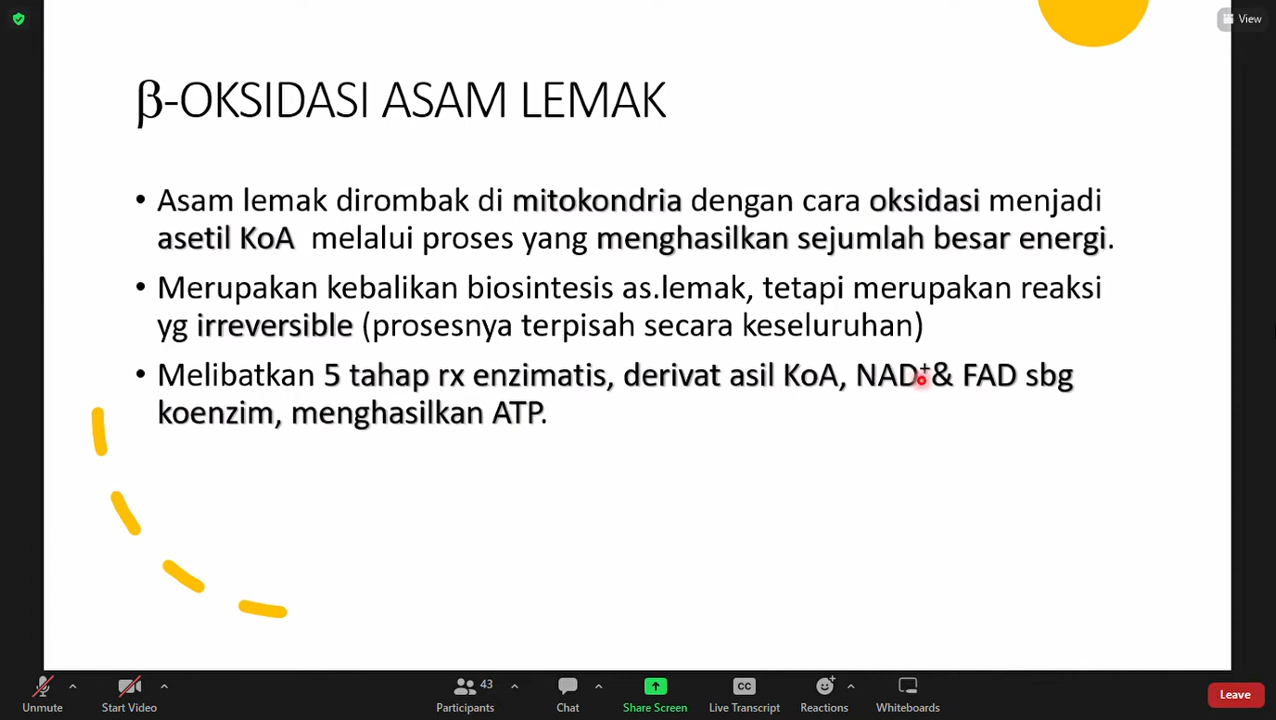 View
β-OKSIDASI ASAM LEMAK
• Asam lemak dirombak di mitokondria dengan cara oksidasi menjadi
asetil KoA melalui proses yang menghasilkan sejumlah besar energi.
• Merupakan kebalikan biosintesis as.lemak, tetapi merupakan reaksi
yg irreversible (prosesnya terpisah secara keseluruhan)
• Melibatkan 5 tahap rx enzimatis, derivat asil KoA, NAD⁺& FAD sbg
koenzim, menghasilkan ATP.
43
CC
Unmute Start Video Participants Chat Share Screen Live Transcript Reactions Whiteboards Leave